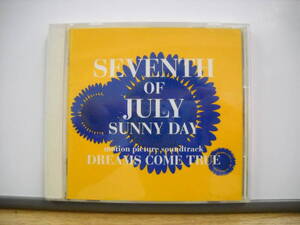 SEVENTH
OF
JULY
SUNNY DAY
motion picture soundtrack
DREAMS COME TRUE